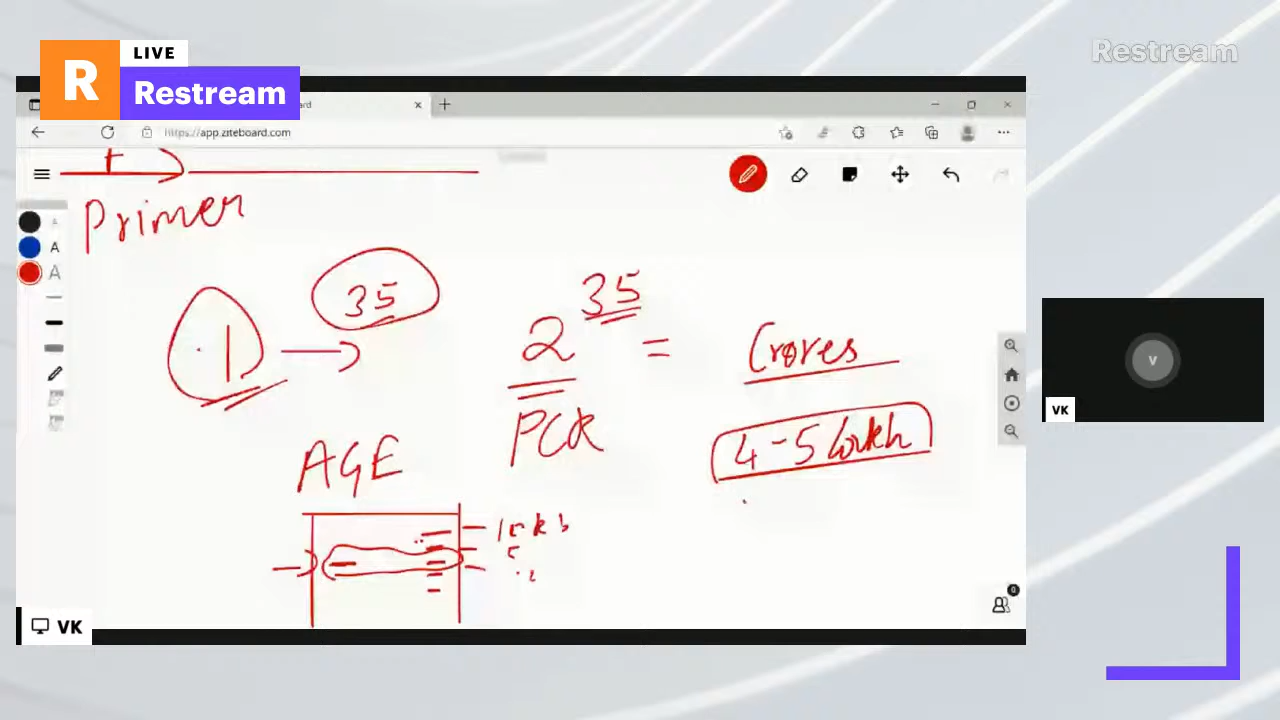 LIVE
R
Restream
Restream
https://app.ziteboard.com
Primer
A
A
A
1
35
2
35
=
Crores
PCR
4-5 lakh
AGE
V
VK
0
VK